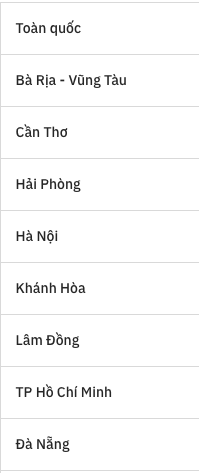 Toàn quốc
Bà Rịa - Vũng Tàu
Cần Thơ
Hải Phòng
Hà Nội
Khánh Hòa
Lâm Đồng
TP Hồ Chí Minh
Đà Nẵng